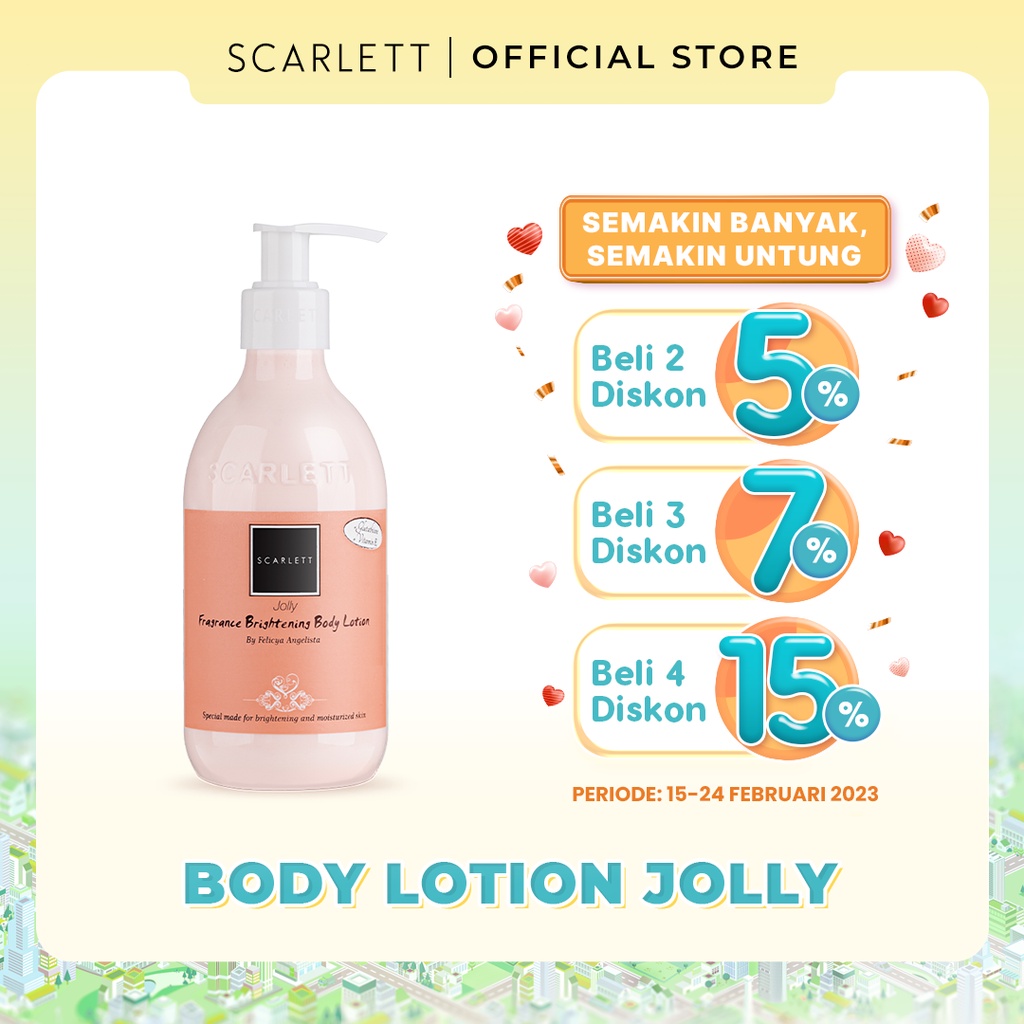 SCARLETT | OFFICIAL STORE
SEMAKIN BANYAK,
SEMAKIN UNTUNG
Beli 2
Diskon
5%
Beli 3
Diskon
7%
Beli 4
Diskon
15%
PERIODE: 15-24 FEBRUARI 2023
SCARLETT
SCARLETT
Glutathione
Vitamin E
SCARLETT
Jolly
Fragrance Brightening Body Lotion
By Felicya Angelista
Special made for brightening and moisturized skin
BODY LOTION JOLLY